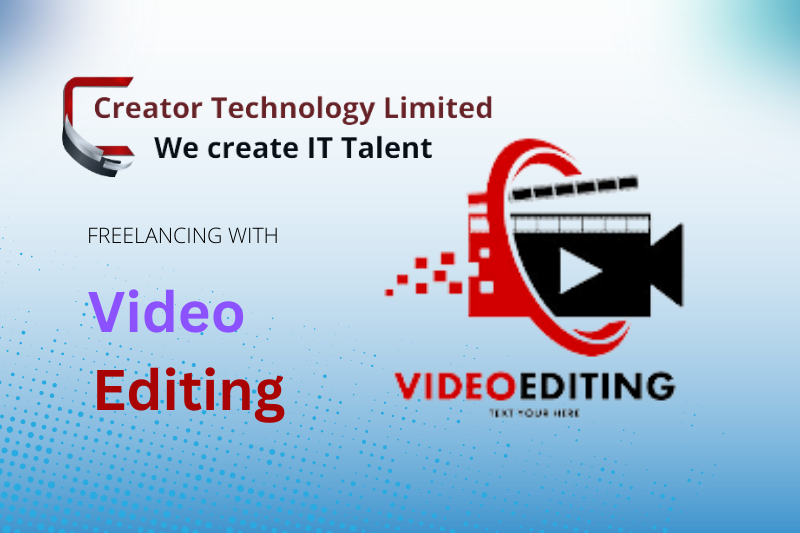 Creator Technology Limited
We create IT Talent
FREELANCING WITH
Video
Editing
VIDEOEDITING
TEXT YOUR HERE